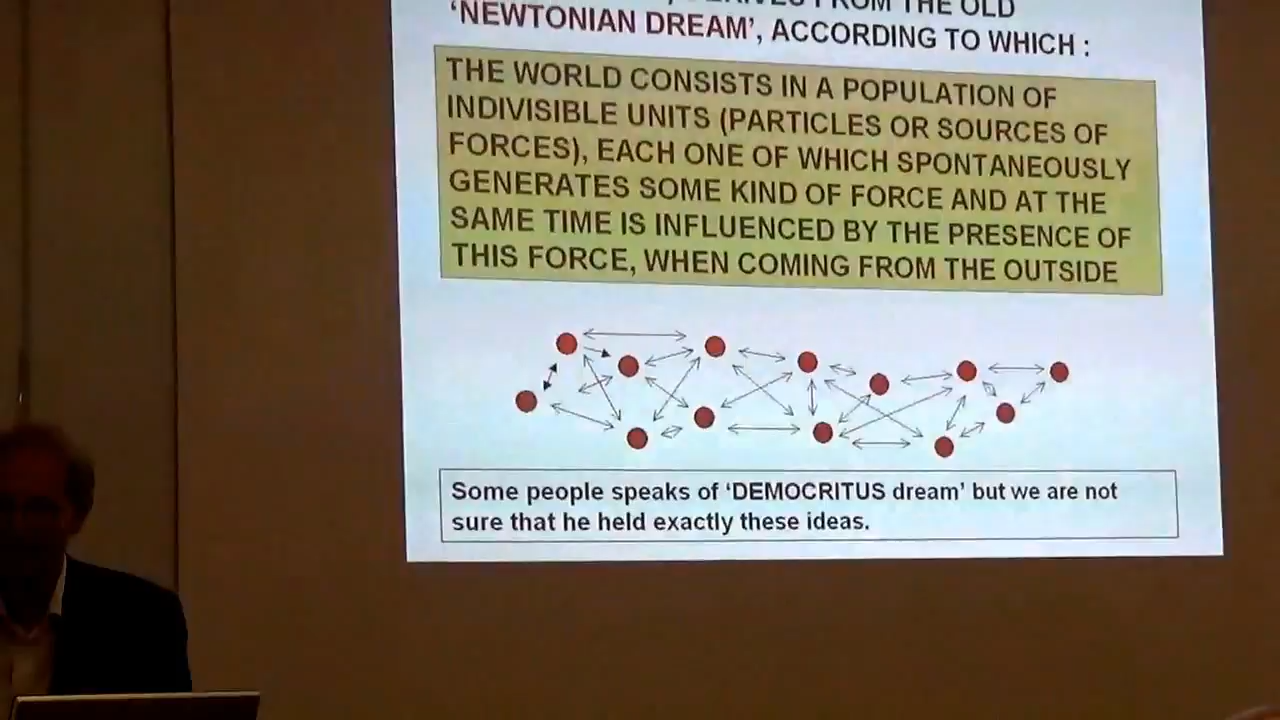 FROM THE OLD
'NEWTONIAN DREAM', ACCORDING TO WHICH :
THE WORLD CONSISTS IN A POPULATION OF
INDIVISIBLE UNITS (PARTICLES OR SOURCES OF
FORCES), EACH ONE OF WHICH SPONTANEOUSLY
GENERATES SOME KIND OF FORCE AND AT THE
SAME TIME IS INFLUENCED BY THE PRESENCE OF
THIS FORCE, WHEN COMING FROM THE OUTSIDE
Some people speaks of 'DEMOCRITUS dream' but we are not
sure that he held exactly these ideas.